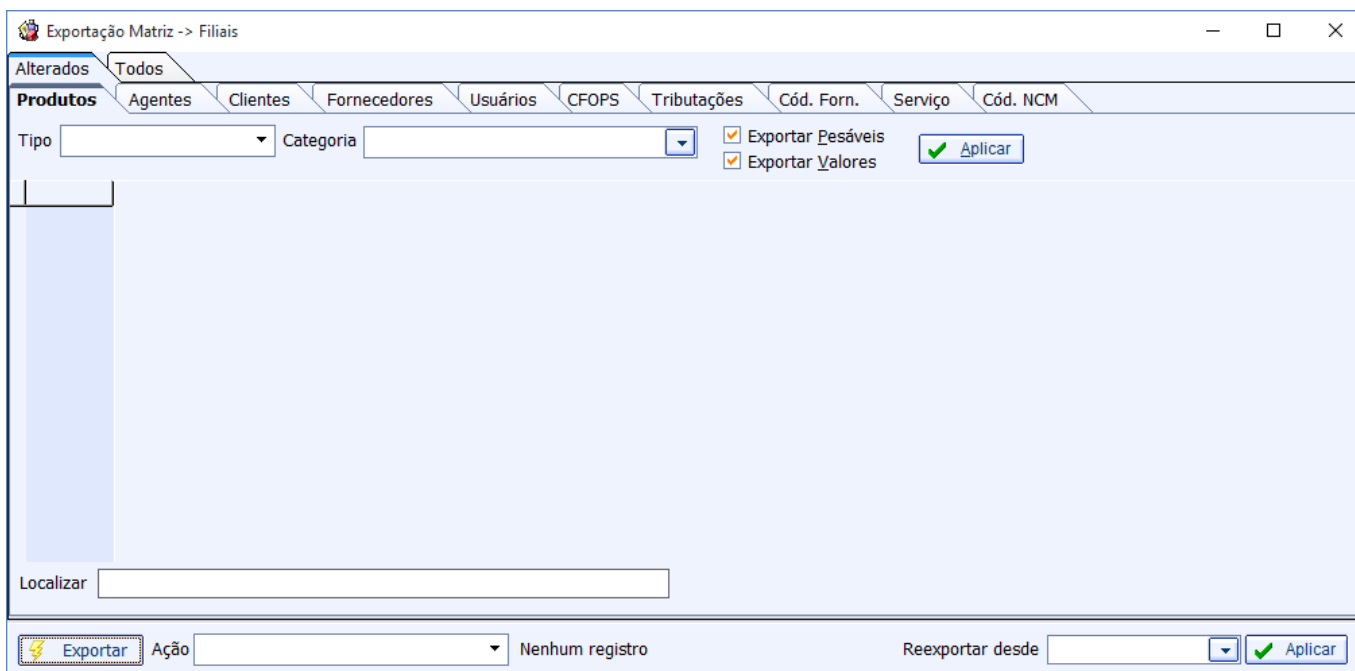 Exportação Matriz -> Filiais
Alterados Todos
Produtos Agentes Clientes Fornecedores Usuários CFOPS Tributações Cód. Forn. Serviço Cód. NCM
Tipo Categoria Exportar Pesáveis Aplicar
Exportar Valores
Localizar
Exportar Ação Nenhum registro Reexportar desde Aplicar